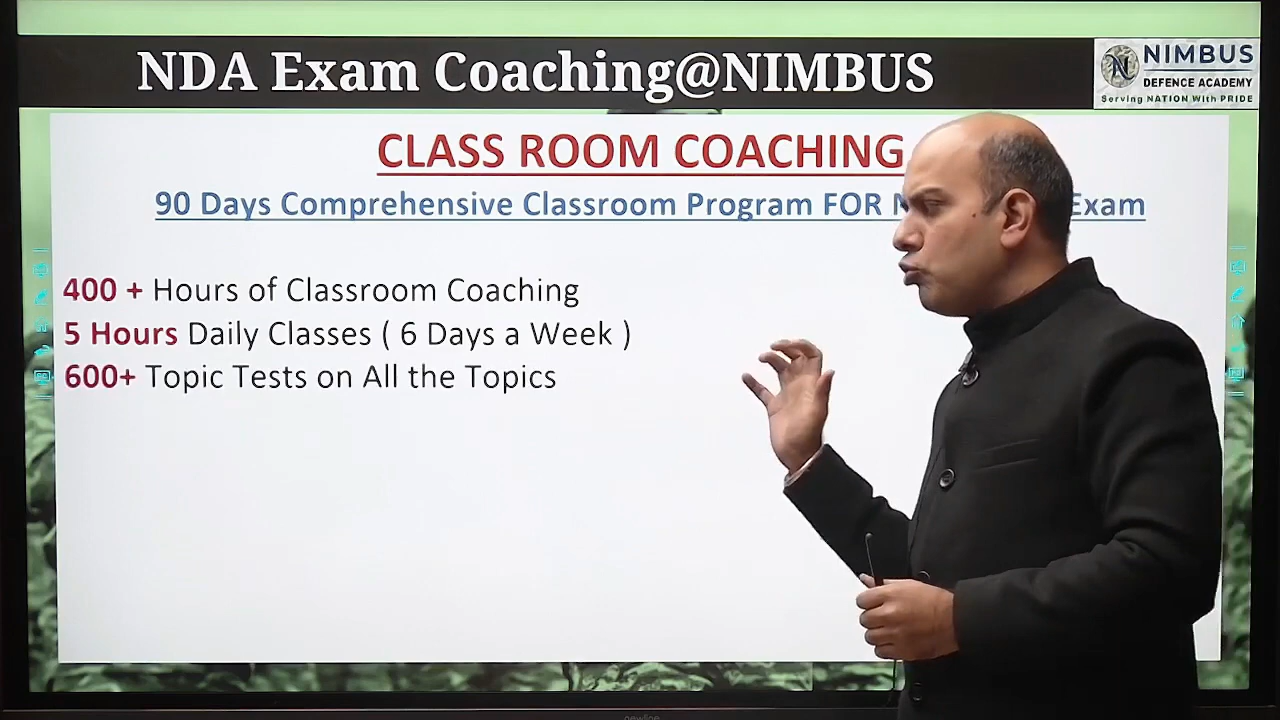 NDA Exam Coaching@NIMBUS
NIMBUS
DEFENCE ACADEMY
Serving NATION With PRIDE
CLASS ROOM COACHING
90 Days Comprehensive Classroom Program FOR Exam
400 + Hours of Classroom Coaching
5 Hours Daily Classes ( 6 Days a Week )
600+ Topic Tests on All the Topics